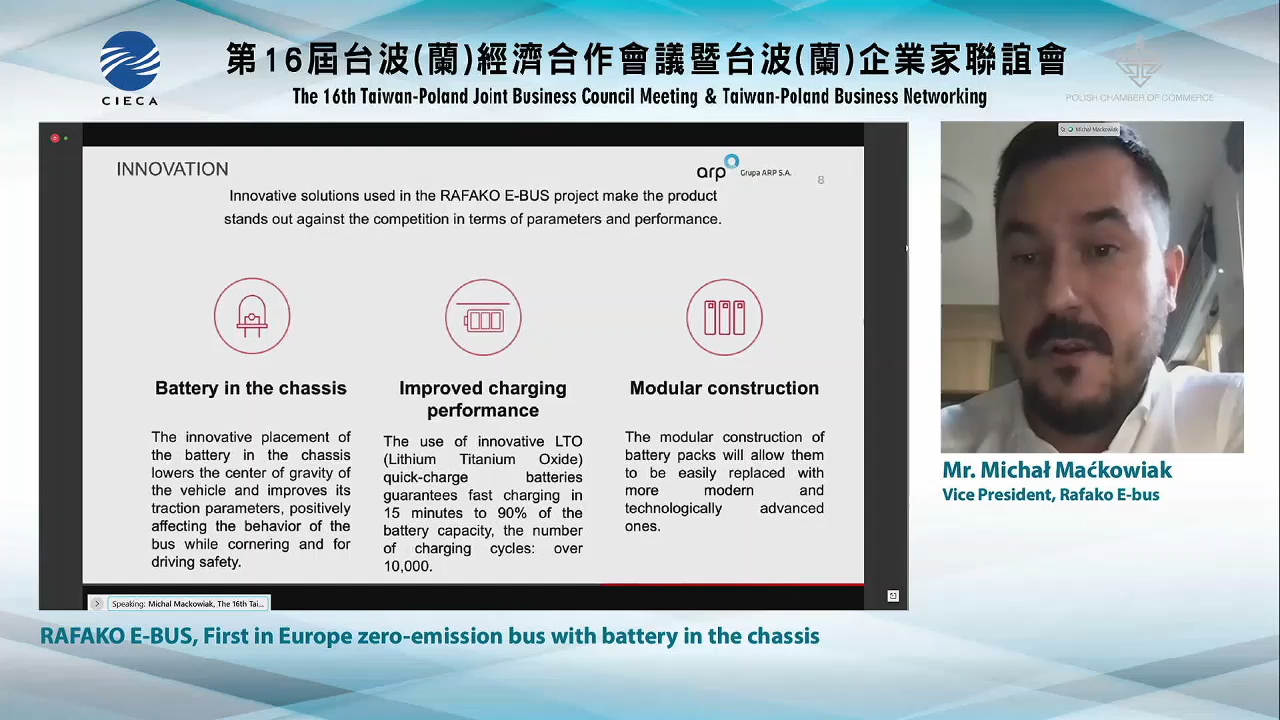 CIECA
第16屆台波(蘭)經濟合作會議暨台波(蘭)企業家聯誼會
The 16th Taiwan-Poland Joint Business Council Meeting & Taiwan-Poland Business Networking
POLISH CHAMBER OF COMMERCE
INNOVATION
arp Grupa ARP S.A.
8
Innovative solutions used in the RAFAKO E-BUS project make the product
stands out against the competition in terms of parameters and performance.
Battery in the chassis
The innovative placement of
the battery in the chassis
lowers the center of gravity of
the vehicle and improves its
traction parameters, positively
affecting the behavior of the
bus while cornering and for
driving safety.
Improved charging
performance
The use of innovative LTO
(Lithium Titanium Oxide)
quick-charge batteries
guarantees fast charging in
15 minutes to 90% of the
battery capacity, the number
of charging cycles: over
10,000.
Modular construction
The modular construction of
battery packs will allow them
to be easily replaced with
more modern and
technologically advanced
ones.
Speaking: Michal Mackowiak, The 16th Tai...
Michal Mackowiak
Mr. Michał Maćkowiak
Vice President, Rafako E-bus
RAFAKO E-BUS, First in Europe zero-emission bus with battery in the chassis